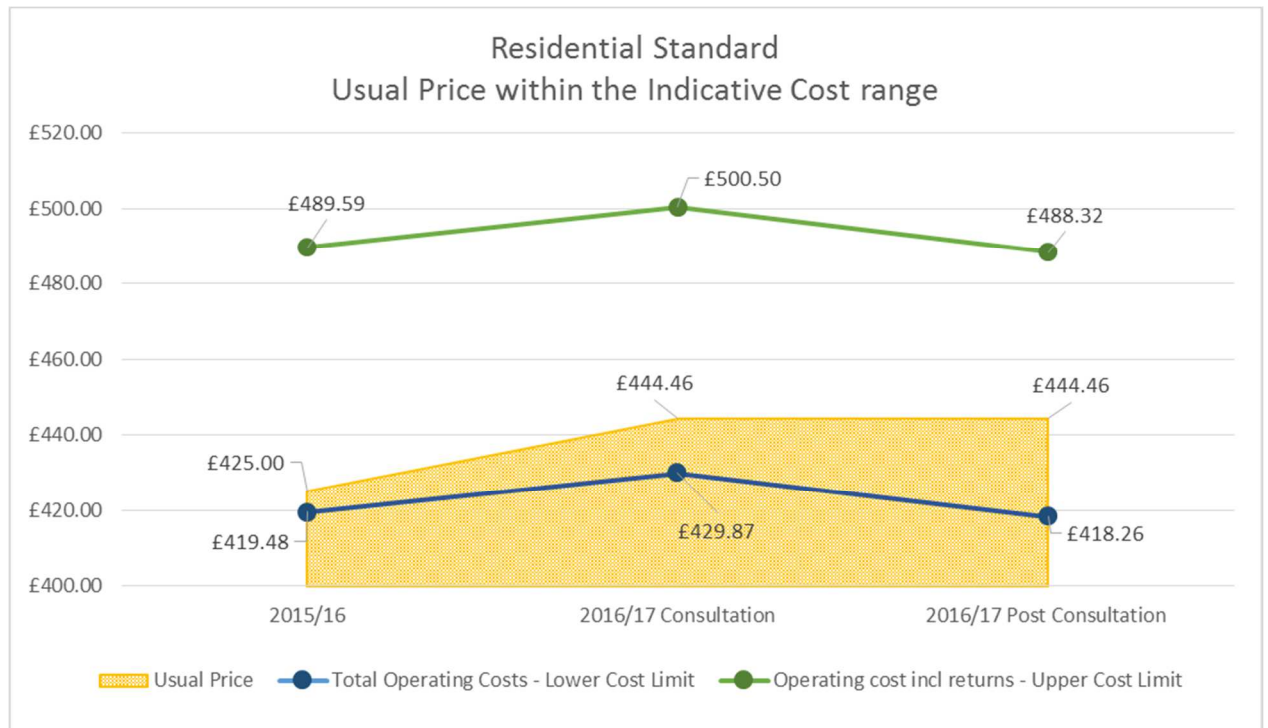 Residential Standard
Usual Price within the Indicative Cost range
£520.00
£500.00
£480.00
£460.00
£440.00
£420.00
£400.00
£489.59
£500.50
£488.32
£444.46
£444.46
£425.00
£419.48
£429.87
£418.26
2015/16
2016/17 Consultation
2016/17 Post Consultation
Usual Price
Total Operating Costs - Lower Cost Limit
Operating cost incl returns - Upper Cost Limit